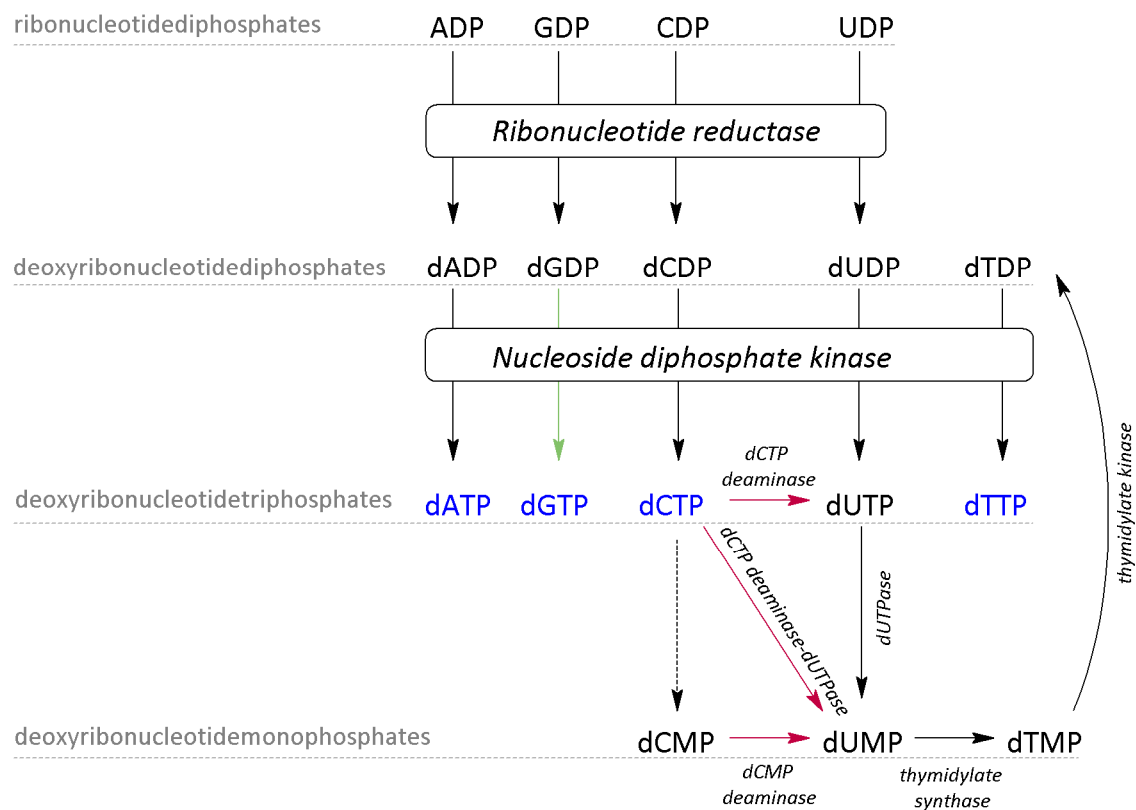 ribonucleotidediphosphates ADP GDP CDP UDP
Ribonucleotide reductase
deoxyribonucleotidediphosphates dADP dGDP dCDP dUDP dTDP
Nucleoside diphosphate kinase
dCTP
deaminase
deoxyribonucleotidetriphosphates dATP dGTP dCTP dUTP dTTP
dCTP deaminase-dUTPase
dUTPase
thymidylate kinase
deoxyribonucleotidemonophosphates dCMP dUMP dTMP
dCMP
deaminase
thymidylate
synthase